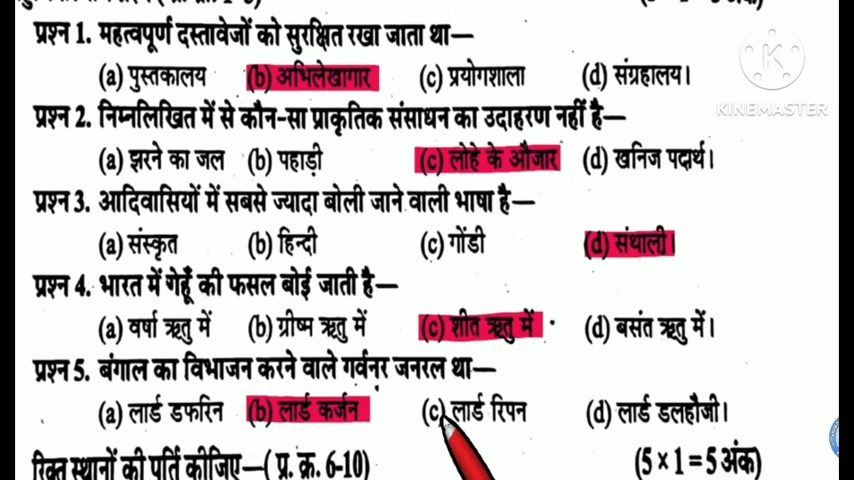 प्रश्न 1. महत्वपूर्ण दस्तावेजों को सुरक्षित रखा जाता था—
(a) पुस्तकालय (b) अभिलेखागार (c) प्रयोगशाला (d) संग्रहालय।
KINEMASTER
प्रश्न 2. निम्नलिखित में से कौन-सा प्राकृतिक संसाधन का उदाहरण नहीं है—
(a) झरने का जल (b) पहाड़ी (c) लोहे के औजार (d) खनिज पदार्थ।
प्रश्न 3. आदिवासियों में सबसे ज्यादा बोली जाने वाली भाषा है—
(a) संस्कृत (b) हिन्दी (c) गोंडी (d) संथाली।
प्रश्न 4. भारत में गेहूँ की फसल बोई जाती है—
(a) वर्षा ऋतु में (b) ग्रीष्म ऋतु में (c) शीत ऋतु में (d) बसंत ऋतु में।
प्रश्न 5. बंगाल का विभाजन करने वाले गर्वनर जनरल था—
(a) लार्ड डफरिन (b) लार्ड कर्जन (c) लार्ड रिपन (d) लार्ड डलहौजी।
रिक्त स्थानों की पूर्ति कीजिए—( प्र. क्र. 6-10) (5 × 1 = 5 अंक)